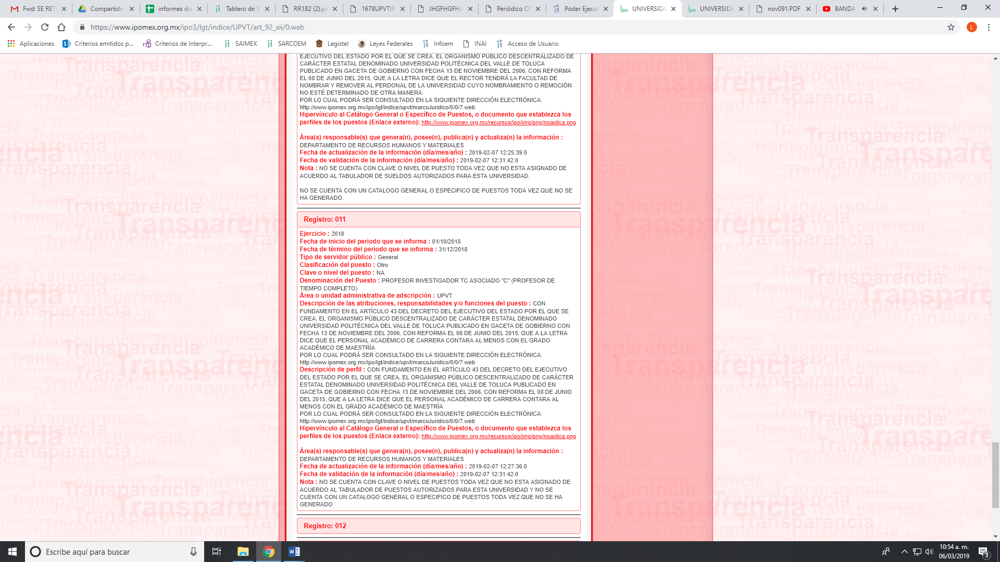 Fwd: SE RETI
Compartido
informes dia
Tablero de S
RR182 (2).pd
1678UPVTIP
JHGFHGFHG
Periódico Of
Poder Ejecut
UNIVERSIDA
UNIVERSIDA
nov091.PDF
BANDA
https://www.ipomex.org.mx/ipo3/lgt/indice/UPVT/art_92_xii/0.web
L
Aplicaciones
Criterios emitidos p...
Criterios de Interpr...
SAIMEX
SARCOEM
Legistel
Leyes Federales
Infoem
INAI
Acceso de Usuario
EJECUTIVO DEL ESTADO POR EL QUE SE CREA, EL ORGANISMO PÚBLICO DESCENTRALIZADO DE
CARÁCTER ESTATAL DENOMINADO UNIVERSIDAD POLITÉCNICA DEL VALLE DE TOLUCA
PUBLICADO EN GACETA DE GOBIERNO CON FECHA 13 DE NOVIEMBRE DEL 2006, CON REFORMA
EL 08 DE JUNIO DEL 2015, QUE A LA LETRA DICE QUE EL RECTOR TENDRÁ LA FACULTAD DE
NOMBRAR Y REMOVER AL PERDONAL DE LA UNIVERSIDAD CUYO NOMBRAMIENTO O REMOCIÓN
NO ESTÉ DETERMINADO DE OTRA MANERA.
POR LO CUAL PODRÁ SER CONSULTADO EN LA SIGUIENTE DIRECCIÓN ELECTRÓNICA:
http://www.ipomex.org.mx/ipo/lgt/indice/upvt/marcoJuridico/0/0/7.web
Hipervínculo al Catálogo General o Específico de Puestos, o documento que establezca los
perfiles de los puestos (Enlace externo): http://www.ipomex.org.mx/recursos/ipo/img/png/noaplica.png
Área(s) responsable(s) que genera(n), posee(n), publica(n) y actualiza(n) la información :
DEPARTAMENTO DE RECURSOS HUMANOS Y MATERIALES
Fecha de actualización de la información (día/mes/año) : 2019-02-07 12:25:39.0
Fecha de validación de la información (día/mes/año) : 2019-02-07 12:31:42.0
Nota : NO SE CUENTA CON CLAVE O NIVEL DE PUESTO TODA VEZ QUE NO ESTA ASIGNADO DE
ACUERDO AL TABULADOR DE SUELDOS AUTORIZADOS PARA ESTA UNIVERSIDAD.
NO SE CUENTA CON UN CATALOGO GENERAL O ESPECIFICO DE PUESTOS TODA VEZ QUE NO SE
HA GENERADO.
Registro: 011
Ejercicio : 2018
Fecha de inicio del periodo que se informa : 01/10/2018
Fecha de término del periodo que se informa : 31/12/2018
Tipo de servidor público : General
Clasificación del puesto : Otro
Clave o nivel del puesto : NA
Denominación del Puesto : PROFESOR INVESTIGADOR TC ASOCIADO "C" (PROFESOR DE
TIEMPO COMPLETO)
Área o unidad administrativa de adscripción : UPVT
Descripción de las atribuciones, responsabilidades y/o funciones del puesto : CON
FUNDAMENTO EN EL ARTÍCULO 43 DEL DECRETO DEL EJECUTIVO DEL ESTADO POR EL QUE SE
CREA, EL ORGANISMO PÚBLICO DESCENTRALIZADO DE CARÁCTER ESTATAL DENOMINADO
UNIVERSIDAD POLITÉCNICA DEL VALLE DE TOLUCA PUBLICADO EN GACETA DE GOBIERNO CON
FECHA 13 DE NOVIEMBRE DEL 2006, CON REFORMA EL 08 DE JUNIO DEL 2015, QUE A LA LETRA
DICE QUE EL PERSONAL ACADÉMICO DE CARRERA CONTARA AL MENOS CON EL GRADO
ACADÉMICO DE MAESTRÍA
POR LO CUAL PODRÁ SER CONSULTADO EN LA SIGUIENTE DIRECCIÓN ELECTRÓNICA:
http://www.ipomex.org.mx/ipo/lgt/indice/upvt/marcoJuridico/0/0/7.web
Descripción de perfil : CON FUNDAMENTO EN EL ARTÍCULO 43 DEL DECRETO DEL EJECUTIVO
DEL ESTADO POR EL QUE SE CREA, EL ORGANISMO PÚBLICO DESCENTRALIZADO DE CARÁCTER
ESTATAL DENOMINADO UNIVERSIDAD POLITÉCNICA DEL VALLE DE TOLUCA PUBLICADO EN
GACETA DE GOBIERNO CON FECHA 13 DE NOVIEMBRE DEL 2006, CON REFORMA EL 08 DE JUNIO
DEL 2015, QUE A LA LETRA DICE QUE EL PERSONAL ACADÉMICO DE CARRERA CONTARA AL
MENOS CON EL GRADO ACADÉMICO DE MAESTRÍA
POR LO CUAL PODRÁ SER CONSULTADO EN LA SIGUIENTE DIRECCIÓN ELECTRÓNICA:
http://www.ipomex.org.mx/ipo/lgt/indice/upvt/marcoJuridico/0/0/7.web
Hipervínculo al Catálogo General o Específico de Puestos, o documento que establezca los
perfiles de los puestos (Enlace externo): http://www.ipomex.org.mx/recursos/ipo/img/png/noaplica.png
Área(s) responsable(s) que genera(n), posee(n), publica(n) y actualiza(n) la información :
DEPARTAMENTO DE RECURSOS HUMANOS Y MATERIALES
Fecha de actualización de la información (día/mes/año) : 2019-02-07 12:27:36.0
Fecha de validación de la información (día/mes/año) : 2019-02-07 12:31:42.0
Nota : NO SE CUENTA CON CLAVE O NIVEL DE PUESTOS TODA VEZ QUE NO ESTA ASIGNADO DE
ACUERDO AL TABULADOR DE PUESTOS AUTORIZADOS PARA ESTA UNIVERSIDAD Y NO SE
CUENTA CON UN CATALOGO GENERAL O ESPECIFICO DE PUESTOS TODA VEZ QUE NO SE HA
GENERADO
Registro: 012
Escribe aquí para buscar
10:54 a. m.
06/03/2019
3